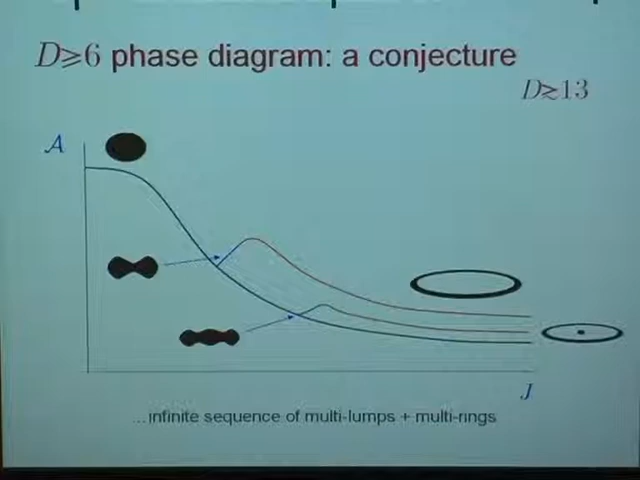 D≥6 phase diagram: a conjecture
D≳13
A
J
...infinite sequence of multi-lumps + multi-rings